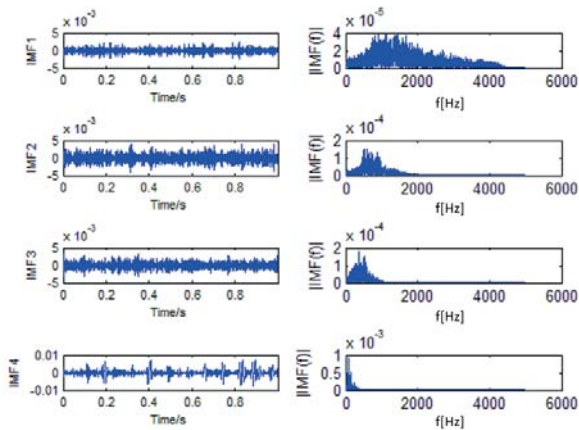 x 10⁻³
IMF1
5
0
-5
0 0.2 0.4 0.6 0.8
Time/s
x 10⁻⁵
|IMF(f)|
4
2
0
0 2000 4000 6000
f[Hz]
x 10⁻³
IMF2
5
0
-5
0 0.2 0.4 0.6 0.8
Time/s
x 10⁻⁴
|IMF(f)|
2
1
0
0 2000 4000 6000
f[Hz]
x 10⁻³
IMF3
5
0
-5
0 0.2 0.4 0.6 0.8
Time/s
x 10⁻⁴
|IMF(f)|
2
1
0
0 2000 4000 6000
f[Hz]
IMF4
0.01
0
-0.01
0 0.2 0.4 0.6 0.8
Time/s
x 10⁻³
|IMF(f)|
1
0.5
0
0 2000 4000 6000
f[Hz]